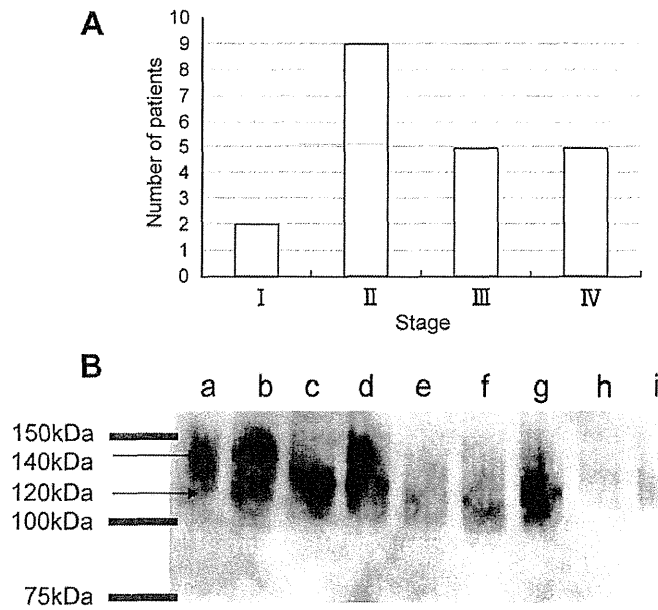 A
Number of patients
9
8
7
6
5
4
3
2
1
0
I II III IV
Stage
B
a b c d e f g h i
150kDa
140kDa
120kDa
100kDa
75kDa